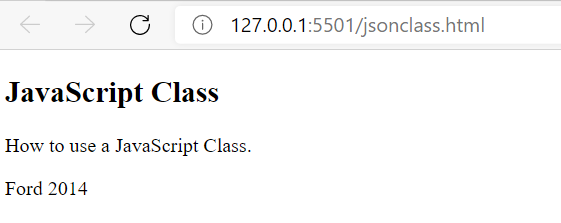 127.0.0.1:5501/jsonclass.html
JavaScript Class
How to use a JavaScript Class.
Ford 2014